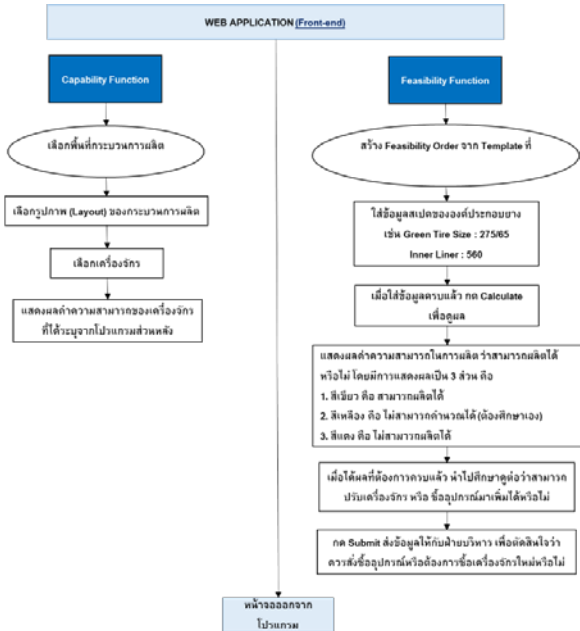 WEB APPLICATION (Front-end)
Capability Function
เลือกพื้นที่กระบวนการผลิต
เลือกรูปภาพ (Layout) ของกระบวนการผลิต
เลือกเครื่องจักร
แสดงผลค่าความสามารถของเครื่องจักร
ที่ได้ระบุจากโปรแกรมส่วนหลัง
Feasibility Function
สร้าง Feasibility Order จาก Template ที่
ใส่ข้อมูลสเปคขององค์ประกอบยาง
เช่น Green Tire Size : 275/65
Inner Liner : 560
เมื่อใส่ข้อมูลครบแล้ว กด Calculate
เพื่อดูผล
แสดงผลค่าความสามารถในการผลิต ว่าสามารถผลิตได้
หรือไม่ โดยมีการแสดงผลเป็น 3 ส่วน คือ
1. สีเขียว คือ สามารถผลิตได้
2. สีเหลือง คือ ไม่สามารถคำนวณได้ (ต้องศึกษาเอง)
3. สีแดง คือ ไม่สามารถผลิตได้
เมื่อได้ผลที่ต้องการครบแล้ว นำไปศึกษาดูต่อว่าสามารถ
ปรับเครื่องจักร หรือ ซื้ออุปกรณ์มาเพิ่มได้หรือไม่
กด Submit ส่งข้อมูลให้กับฝ่ายบริหาร เพื่อตัดสินใจว่า
ควรสั่งซื้ออุปกรณ์หรือต้องการซื้อเครื่องจักรใหม่หรือไม่
หน้าจอออกจาก
โปรแกรม